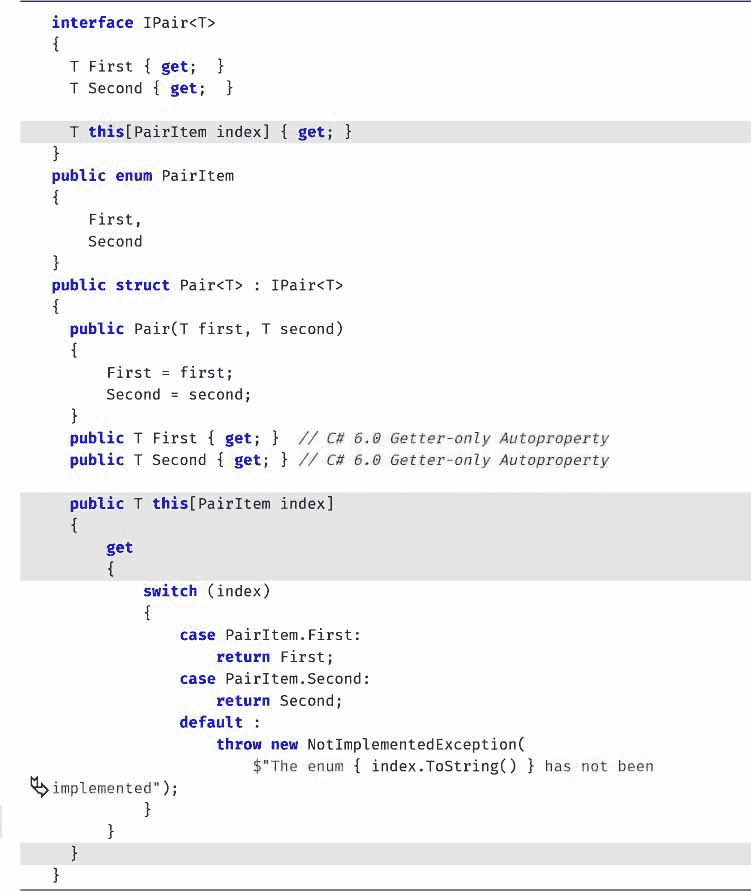 interface IPair<T>
{
  T First { get;  }
  T Second { get;  }

  T this[PairItem index] { get; }
}
public enum PairItem
{
    First,
    Second
}
public struct Pair<T> : IPair<T>
{
  public Pair(T first, T second)
  {
      First = first;
      Second = second;
  }
  public T First { get; }  // C# 6.0 Getter-only Autoproperty
  public T Second { get; } // C# 6.0 Getter-only Autoproperty

  public T this[PairItem index]
  {
      get
      {
          switch (index)
          {
              case PairItem.First:
                  return First;
              case PairItem.Second:
                  return Second;
              default :
                  throw new NotImplementedException(
                      $"The enum { index.ToString() } has not been
implemented");
          }
      }
  }
}